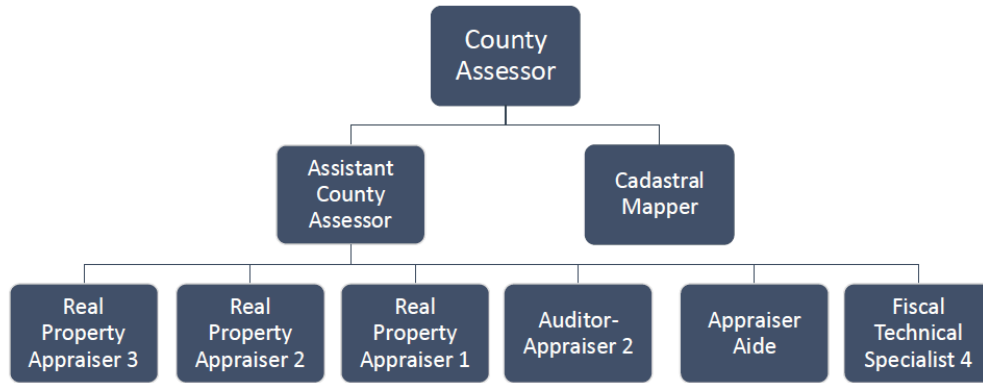 County
Assessor
Assistant
County
Assessor
Cadastral
Mapper
Real
Property
Appraiser 3
Real
Property
Appraiser 2
Real
Property
Appraiser 1
Auditor-
Appraiser 2
Appraiser
Aide
Fiscal
Technical
Specialist 4